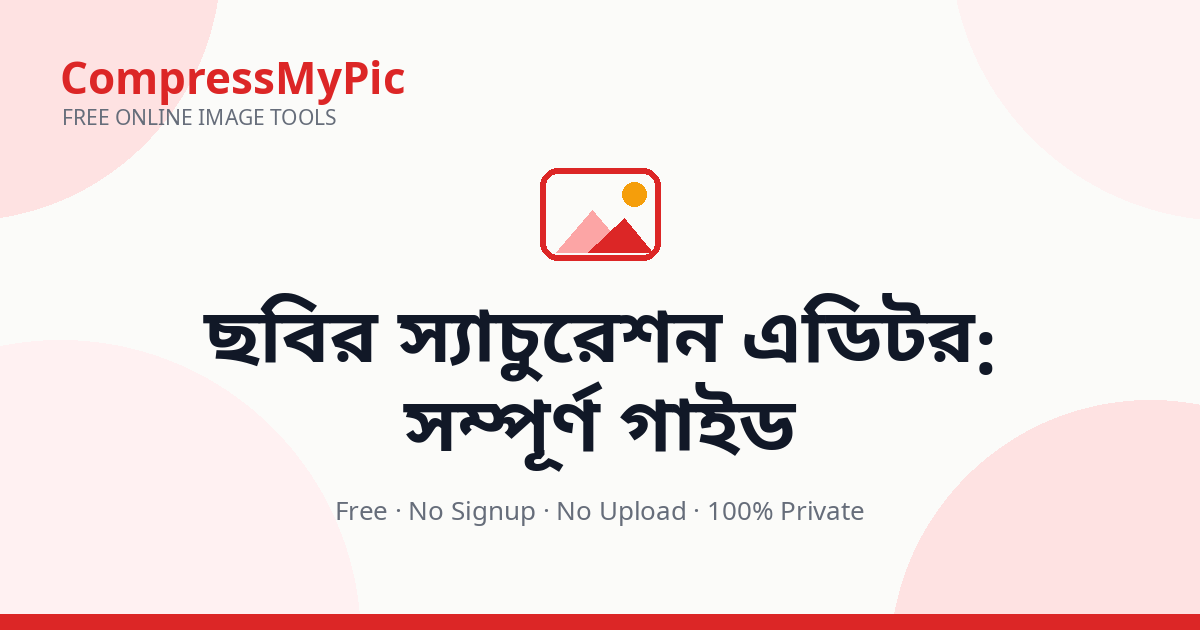 CompressMyPic
FREE ONLINE IMAGE TOOLS
ছবির স্যাচুরেশন এডিটর:
সম্পূর্ণ গাইড
Free · No Signup · No Upload · 100% Private